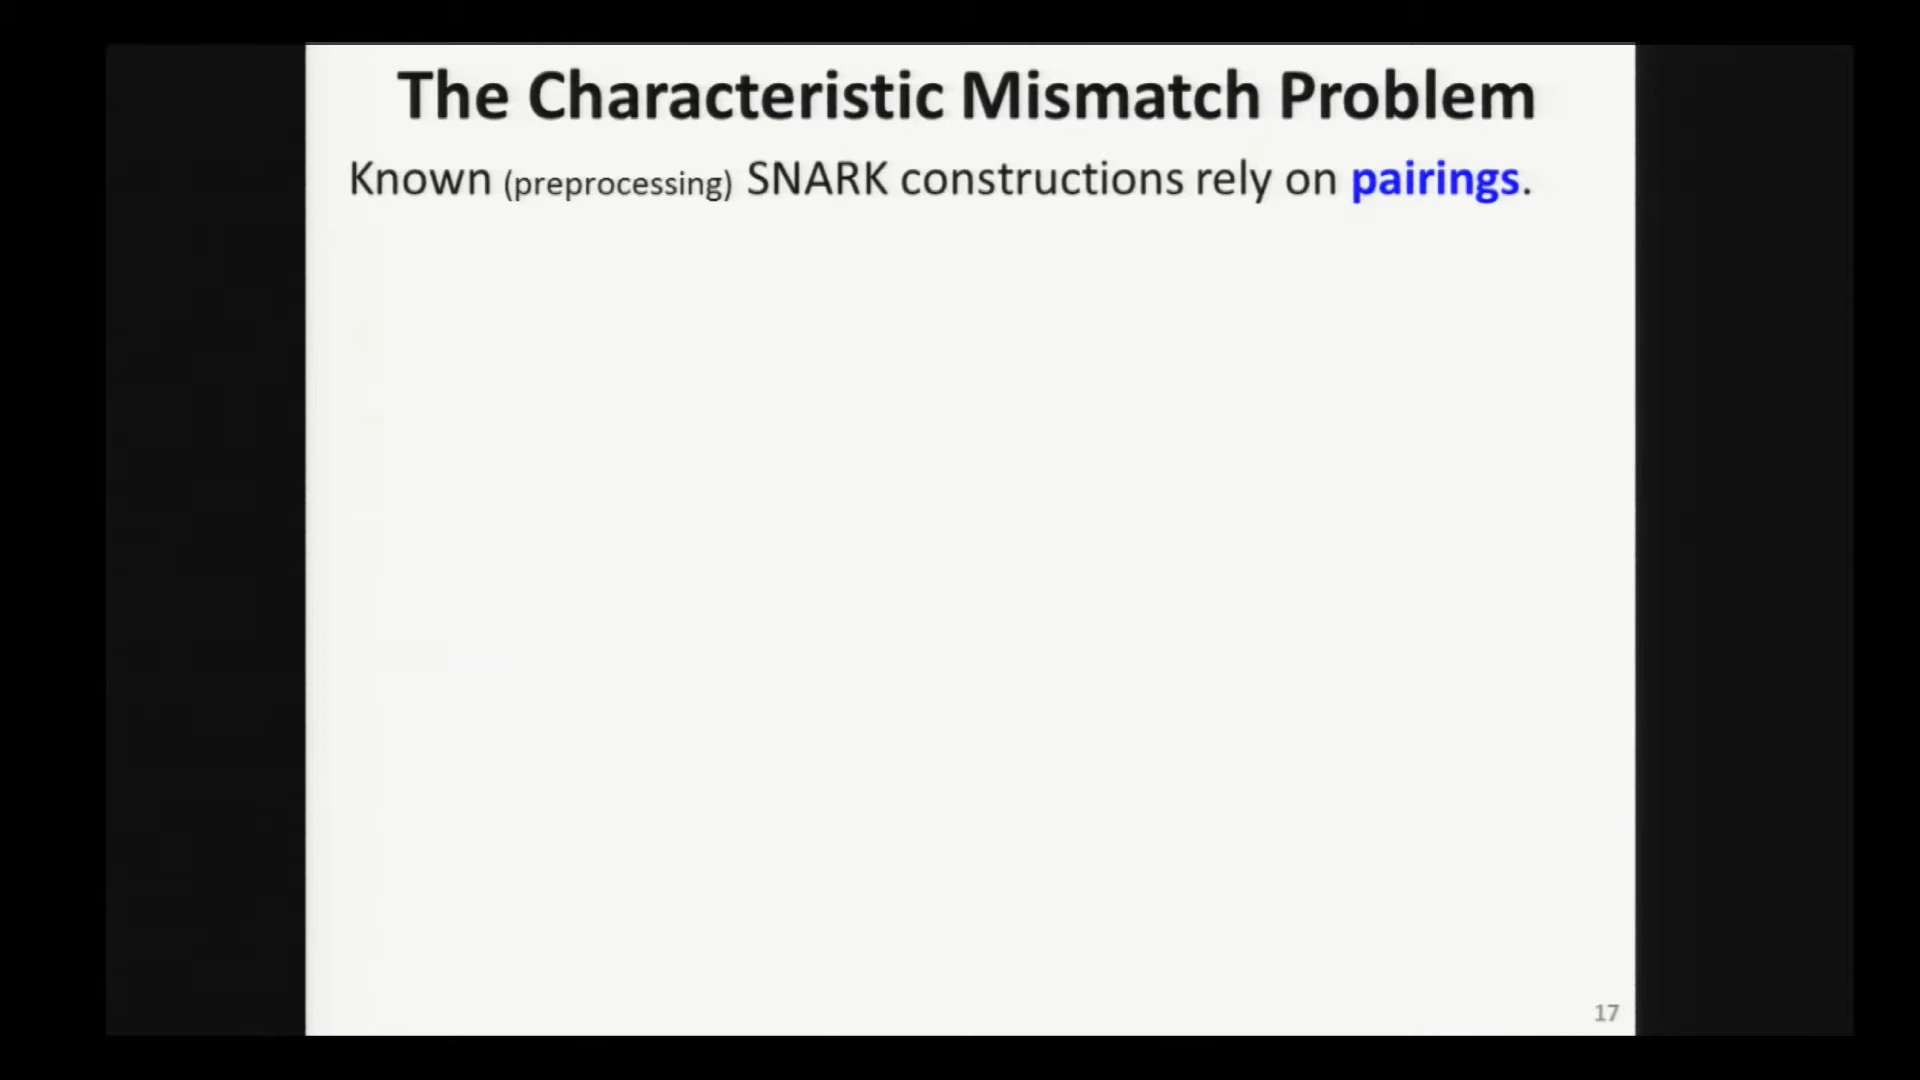 The Characteristic Mismatch Problem
Known (preprocessing) SNARK constructions rely on pairings.
17